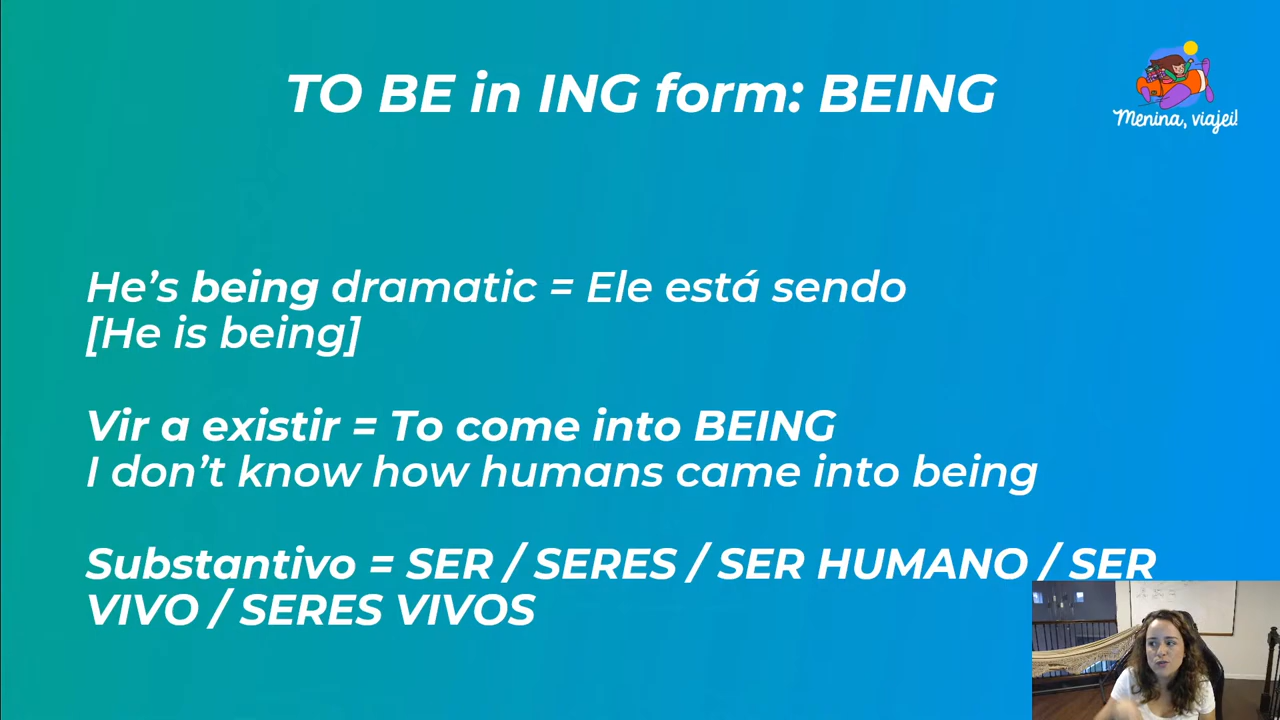 TO BE in ING form: BEING
Menina, viajei!
He’s being dramatic = Ele está sendo
[He is being]
Vir a existir = To come into BEING
I don’t know how humans came into being
Substantivo = SER / SERES / SER HUMANO / SER
VIVO / SERES VIVOS